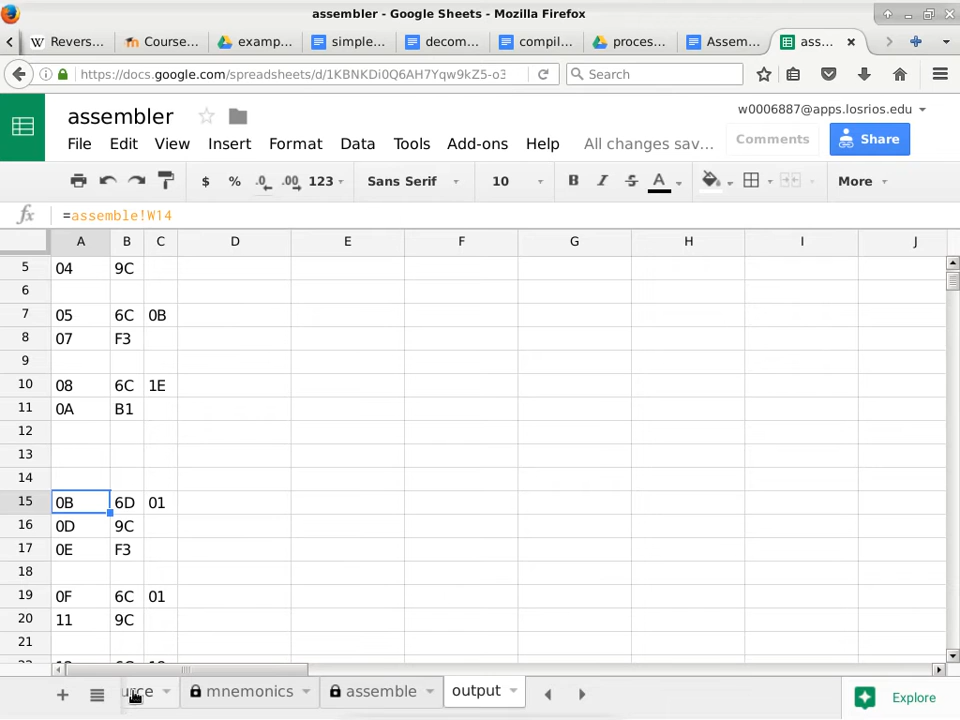 assembler - Google Sheets - Mozilla Firefox
Revers... Course... examp... simple... decom... compil... proces... Assem... ass...
https://docs.google.com/spreadsheets/d/1KBNKDi0Q6AH7Yqw9kZ5-o3 Search
assembler w0006887@apps.losrios.edu
File Edit View Insert Format Data Tools Add-ons Help All changes sav... Comments Share
$ % .0 .00 123 Sans Serif 10 B I S A More
fx =assemble!W14
A B C D E F G H I J
5 04 9C
6
7 05 6C 0B
8 07 F3
9
10 08 6C 1E
11 0A B1
12
13
14
15 0B 6D 01
16 0D 9C
17 0E F3
18
19 0F 6C 01
20 11 9C
21
urce mnemonics assemble output Explore